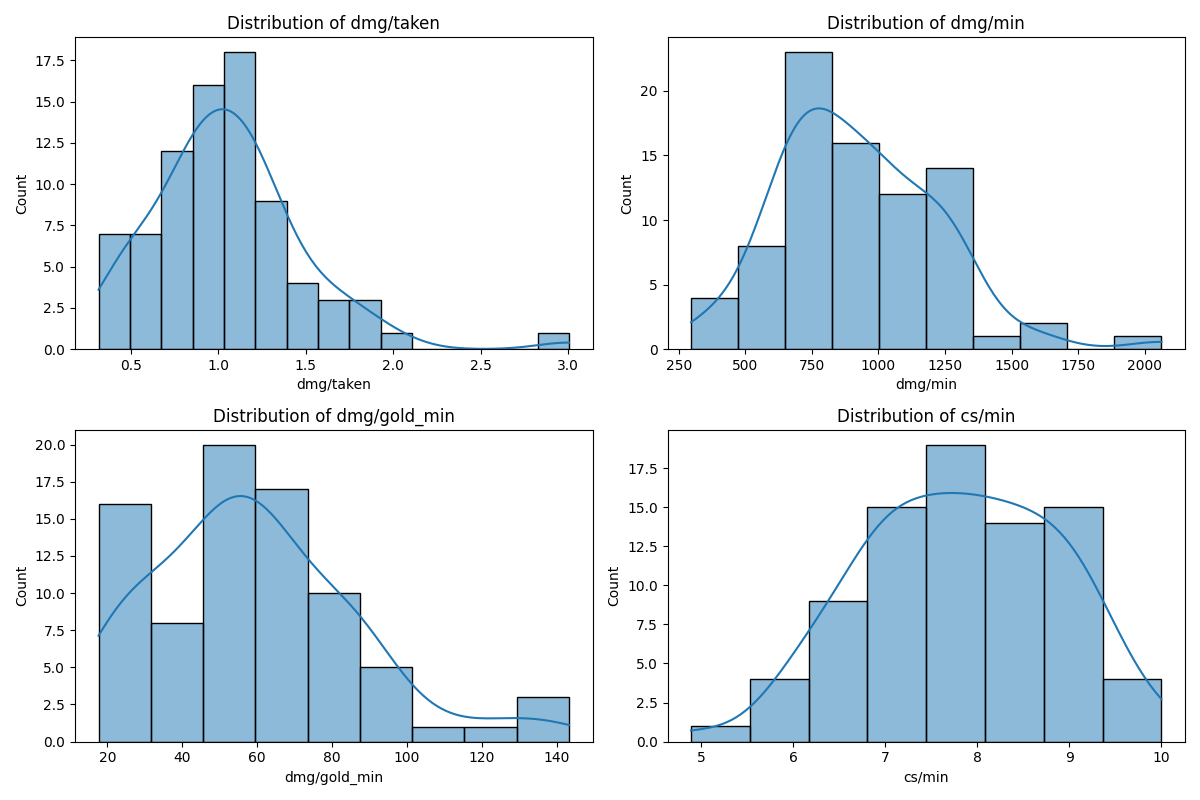 Distribution of dmg/taken
17.5
15.0
12.5
10.0
7.5
5.0
2.5
0.0
Count
0.5 1.0 1.5 2.0 2.5 3.0
dmg/taken
Distribution of dmg/min
20
15
10
5
0
Count
250 500 750 1000 1250 1500 1750 2000
dmg/min
Distribution of dmg/gold_min
20.0
17.5
15.0
12.5
10.0
7.5
5.0
2.5
0.0
Count
20 40 60 80 100 120 140
dmg/gold_min
Distribution of cs/min
17.5
15.0
12.5
10.0
7.5
5.0
2.5
0.0
Count
5 6 7 8 9 10
cs/min